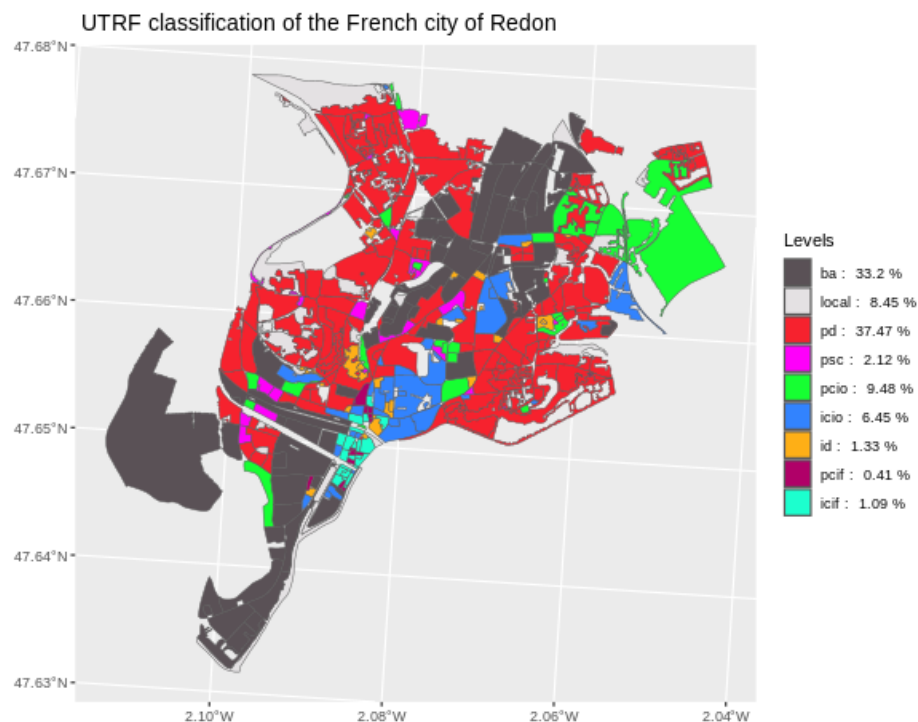 UTRF classification of the French city of Redon
47.68°N
47.67°N
47.66°N
47.65°N
47.64°N
47.63°N
2.10°W
2.08°W
2.06°W
2.04°W
Levels
ba : 33.2 %
local : 8.45 %
pd : 37.47 %
psc : 2.12 %
pcio : 9.48 %
icio : 6.45 %
id : 1.33 %
pcif : 0.41 %
icif : 1.09 %